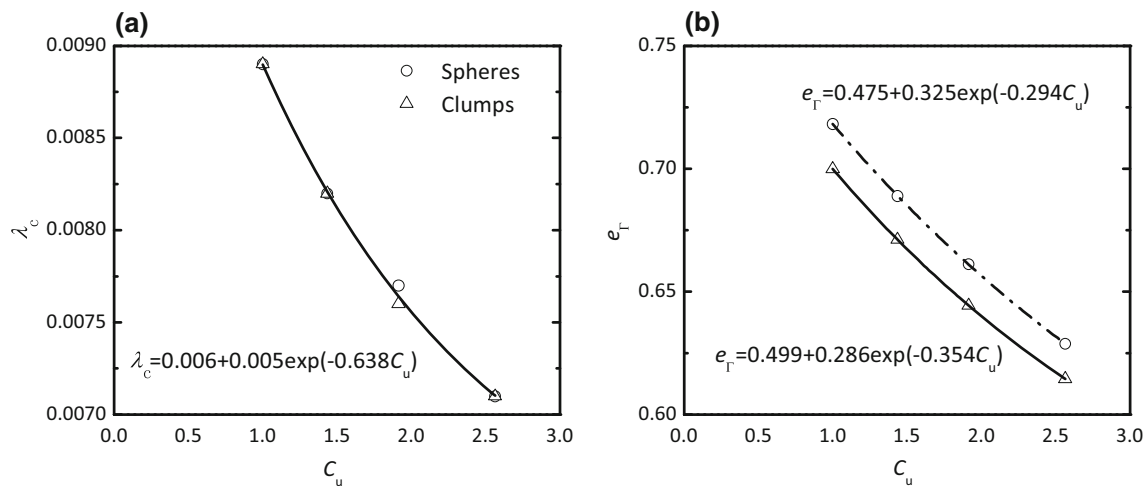 (a)
0.0090
0.0085
0.0080
0.0075
0.0070
λc
Spheres
Clumps
λc=0.006+0.005exp(-0.638Cu)
0.0 0.5 1.0 1.5 2.0 2.5 3.0
Cu
(b)
0.75
0.70
0.65
0.60
eΓ
eΓ=0.475+0.325exp(-0.294Cu)
eΓ=0.499+0.286exp(-0.354Cu)
0.0 0.5 1.0 1.5 2.0 2.5 3.0
Cu